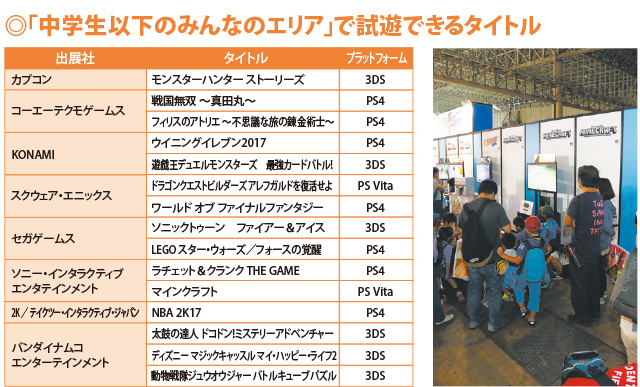 ◎「中学生以下のみんなのエリア」で試遊できるタイトル
出展社 タイトル プラットフォーム
カプコン モンスターハンター ストーリーズ 3DS
コーエーテクモゲームス 戦国無双 ～真田丸～ PS4
フィリスのアトリエ ～不思議な旅の錬金術士～ PS4
KONAMI ウイニングイレブン2017 PS4
遊戯王デュエルモンスターズ 最強カードバトル! 3DS
スクウェア・エニックス ドラゴンクエストビルダーズ アレフガルドを復活せよ PS Vita
ワールド オブ ファイナルファンタジー PS4
セガゲームス ソニックトゥーン ファイアー＆アイス 3DS
LEGO スター・ウォーズ／フォースの覚醒 PS4
ソニー・インタラクティブ
エンタテインメント
ラチェット＆クランク THE GAME PS4
マインクラフト PS Vita
2K／テイクツー・インタラクティブ・ジャパン NBA 2K17 PS4
バンダイナムコ
エンターテインメント
太鼓の達人 ドコドン!ミステリーアドベンチャー 3DS
ディズニー マジックキャッスル マイ・ハッピー・ライフ2 3DS
動物戦隊ジュウオウジャー バトルキューブパズル 3DS
MINECRAFT
MINECRAFT